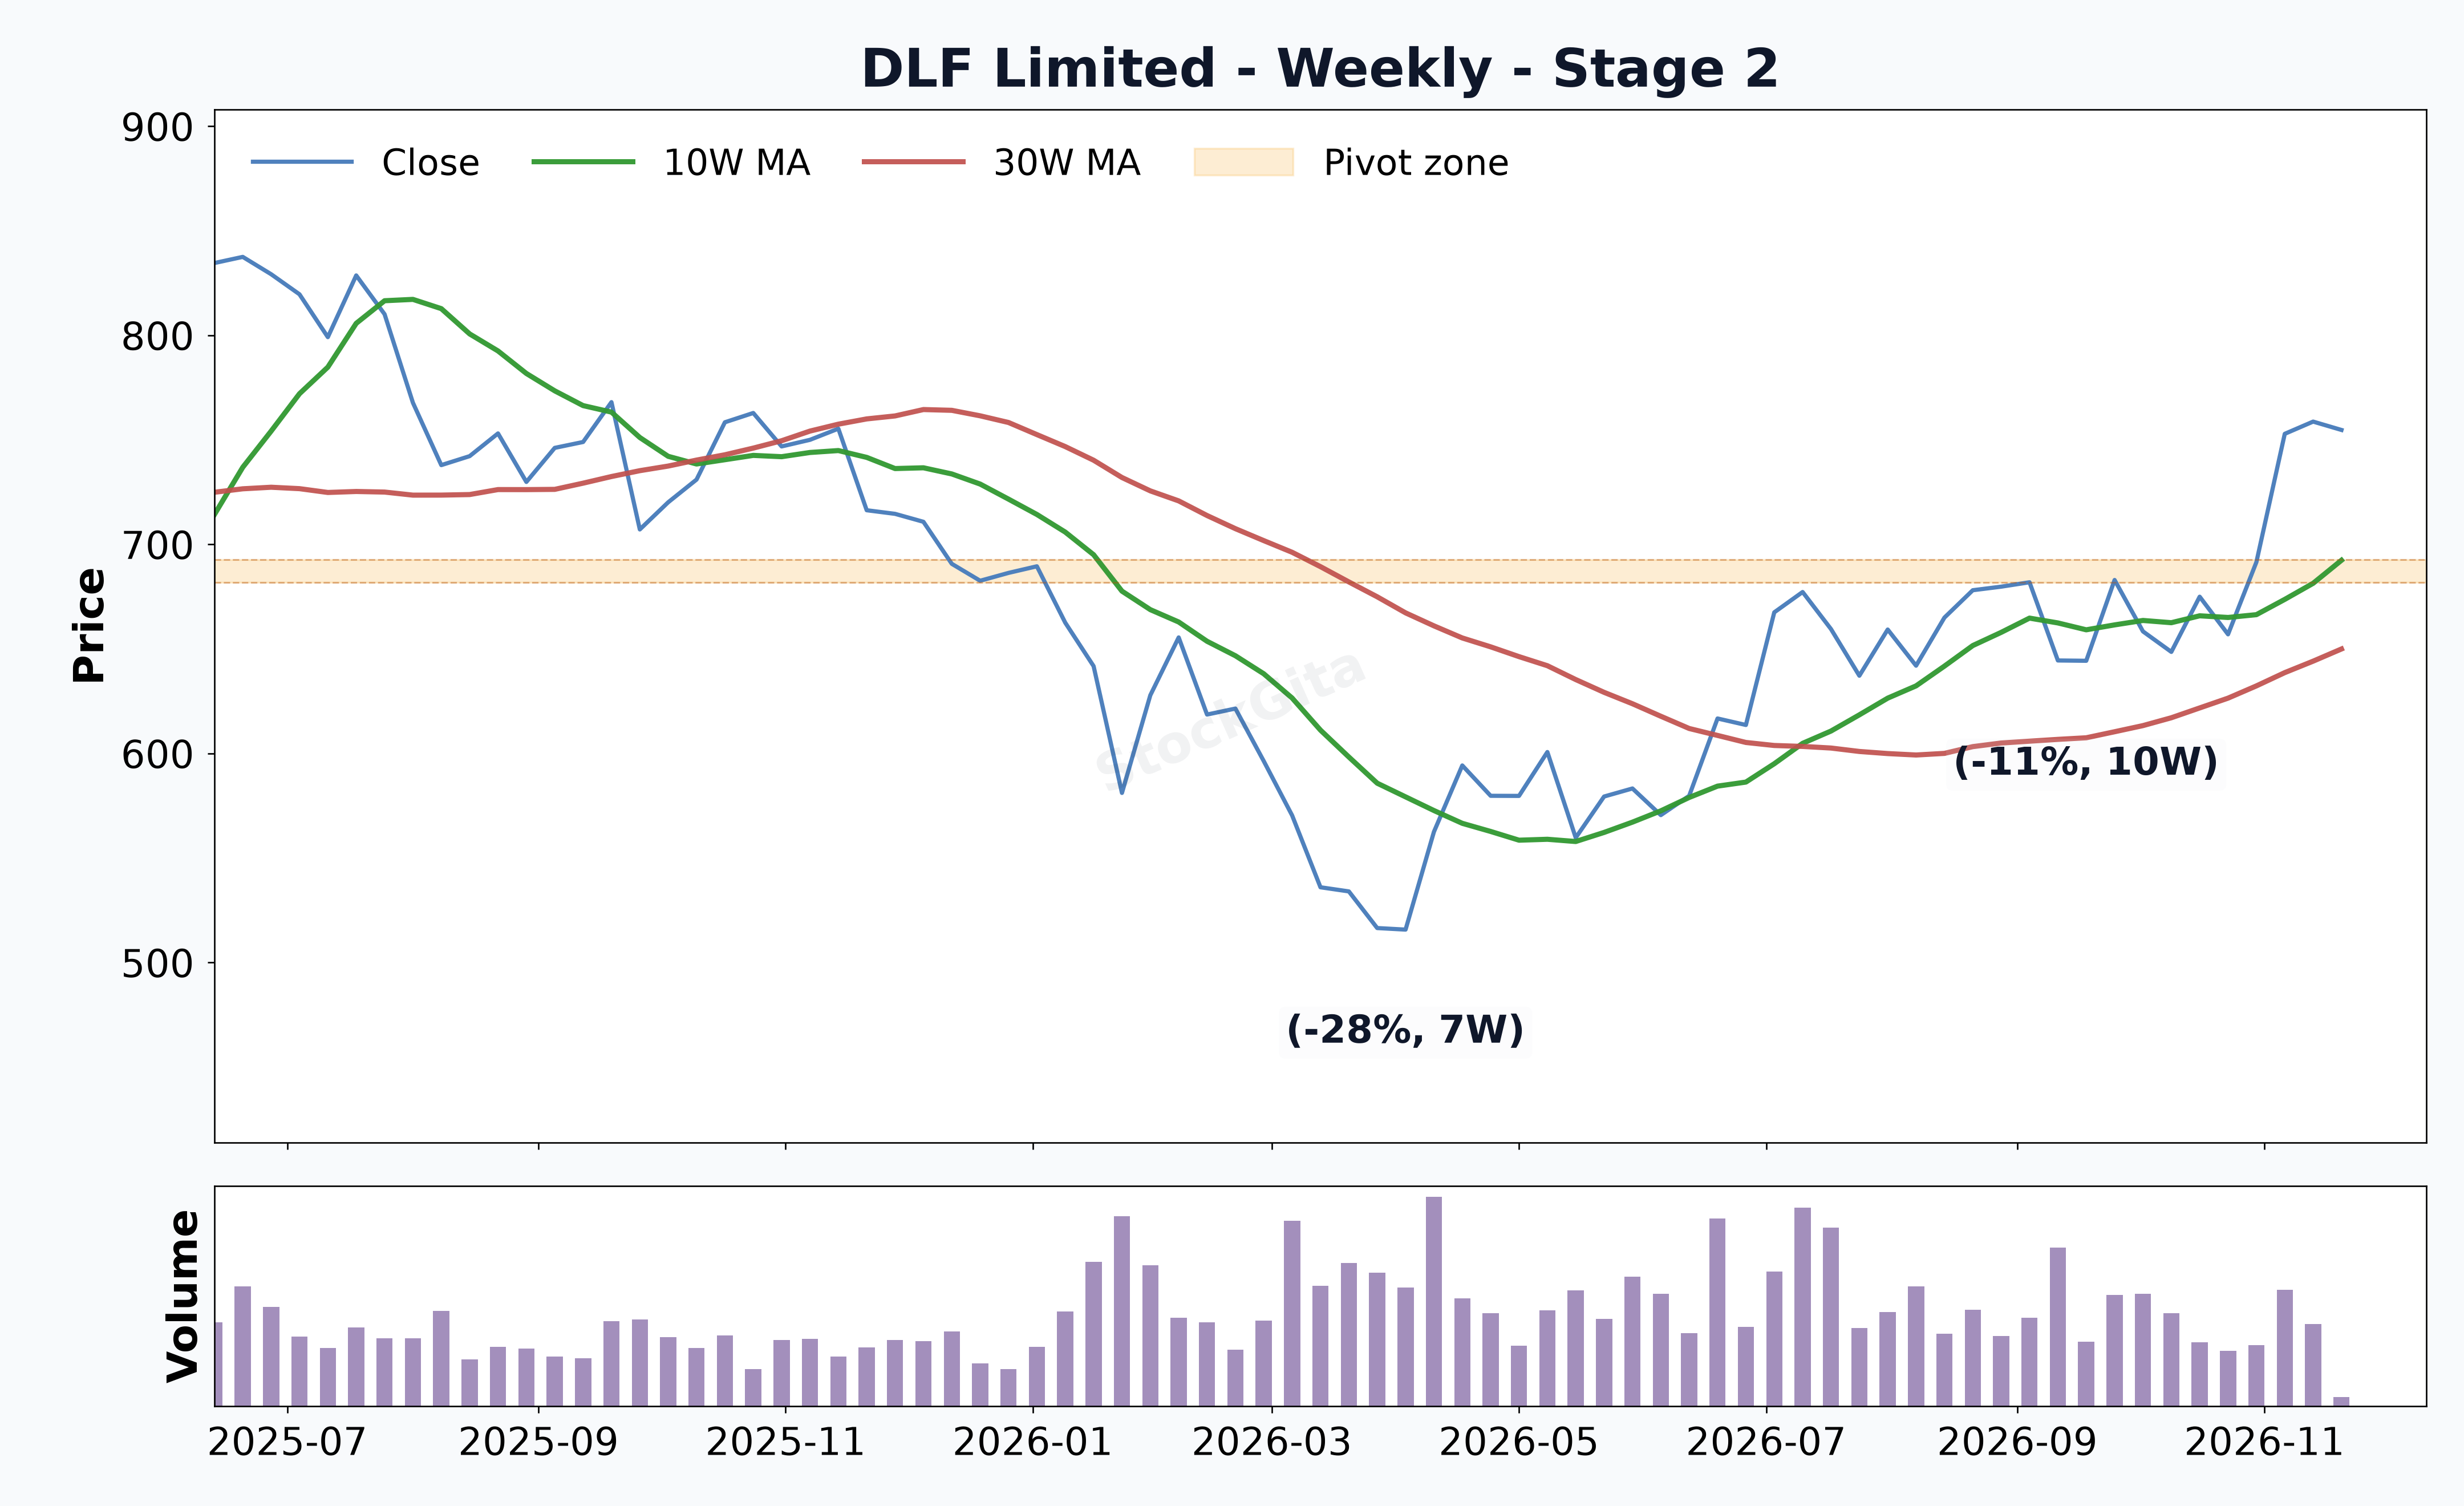 DLF Limited - Weekly - Stage 2
Close 10W MA 30W MA Pivot zone
900
800
700
600
500
Price
StockGita
(-11%, 10W)
(-28%, 7W)
Volume
2025-07 2025-09 2025-11 2026-01 2026-03 2026-05 2026-07 2026-09 2026-11